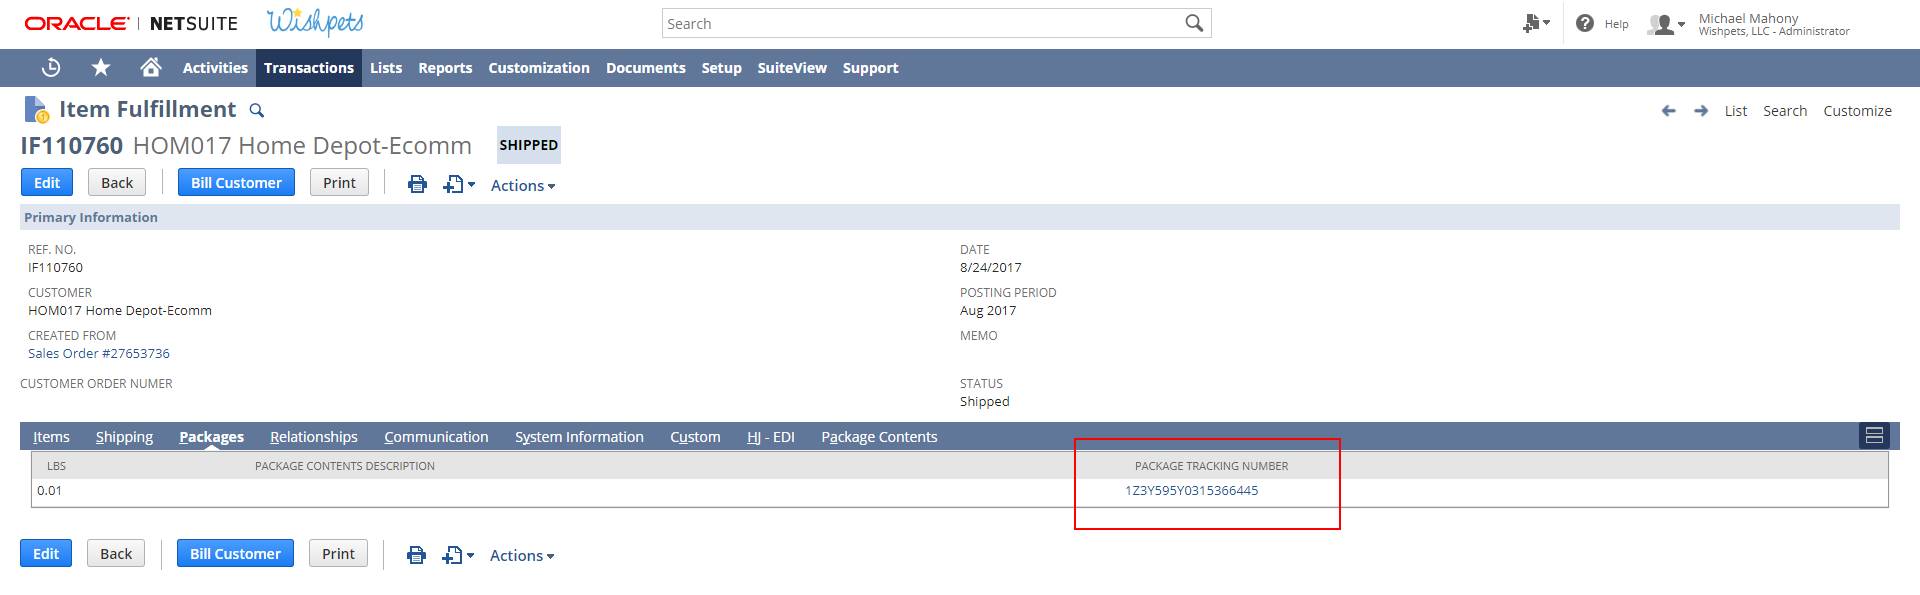 ORACLE | NETSUITE Wishpets
Search
Help
Michael Mahony
Wishpets, LLC - Administrator
Activities Transactions Lists Reports Customization Documents Setup SuiteView Support
Item Fulfillment
List Search Customize
IF110760 HOM017 Home Depot-Ecomm SHIPPED
Edit Back Bill Customer Print Actions
Primary Information
REF. NO.
IF110760
CUSTOMER
HOM017 Home Depot-Ecomm
CREATED FROM
Sales Order #27653736
CUSTOMER ORDER NUMER
DATE
8/24/2017
POSTING PERIOD
Aug 2017
MEMO
STATUS
Shipped
Items Shipping Packages Relationships Communication System Information Custom HJ - EDI Package Contents
LBS PACKAGE CONTENTS DESCRIPTION PACKAGE TRACKING NUMBER
0.01 1Z3Y595Y0315366445
Edit Back Bill Customer Print Actions